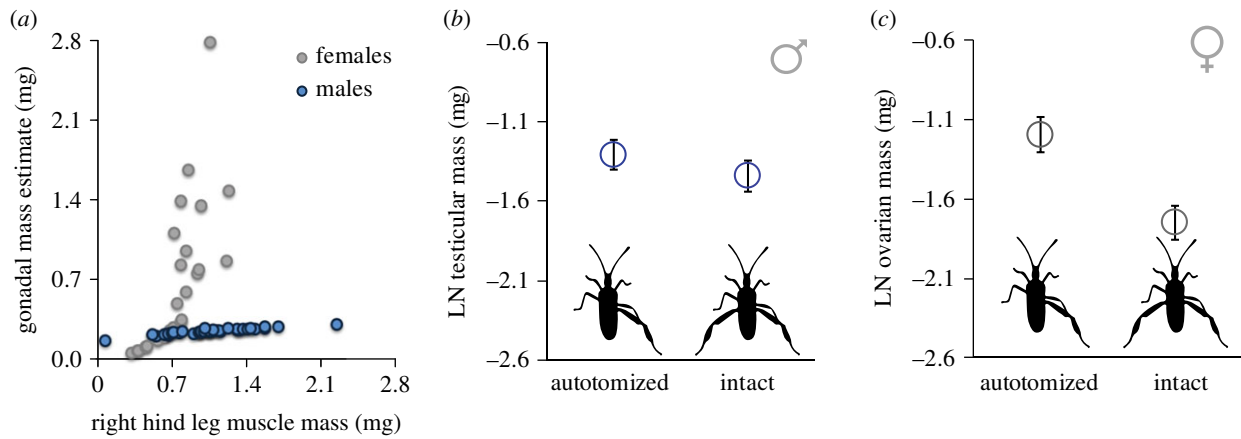 (a)
2.8
2.1
1.4
0.7
0.0
gonadal mass estimate (mg)
females
males
0 0.7 1.4 2.1 2.8
right hind leg muscle mass (mg)
(b)
−0.6
−1.1
−1.6
−2.1
−2.6
LN testicular mass (mg)
♂
autotomized intact
(c)
−0.6
−1.1
−1.6
−2.1
−2.6
LN ovarian mass (mg)
♀
autotomized intact